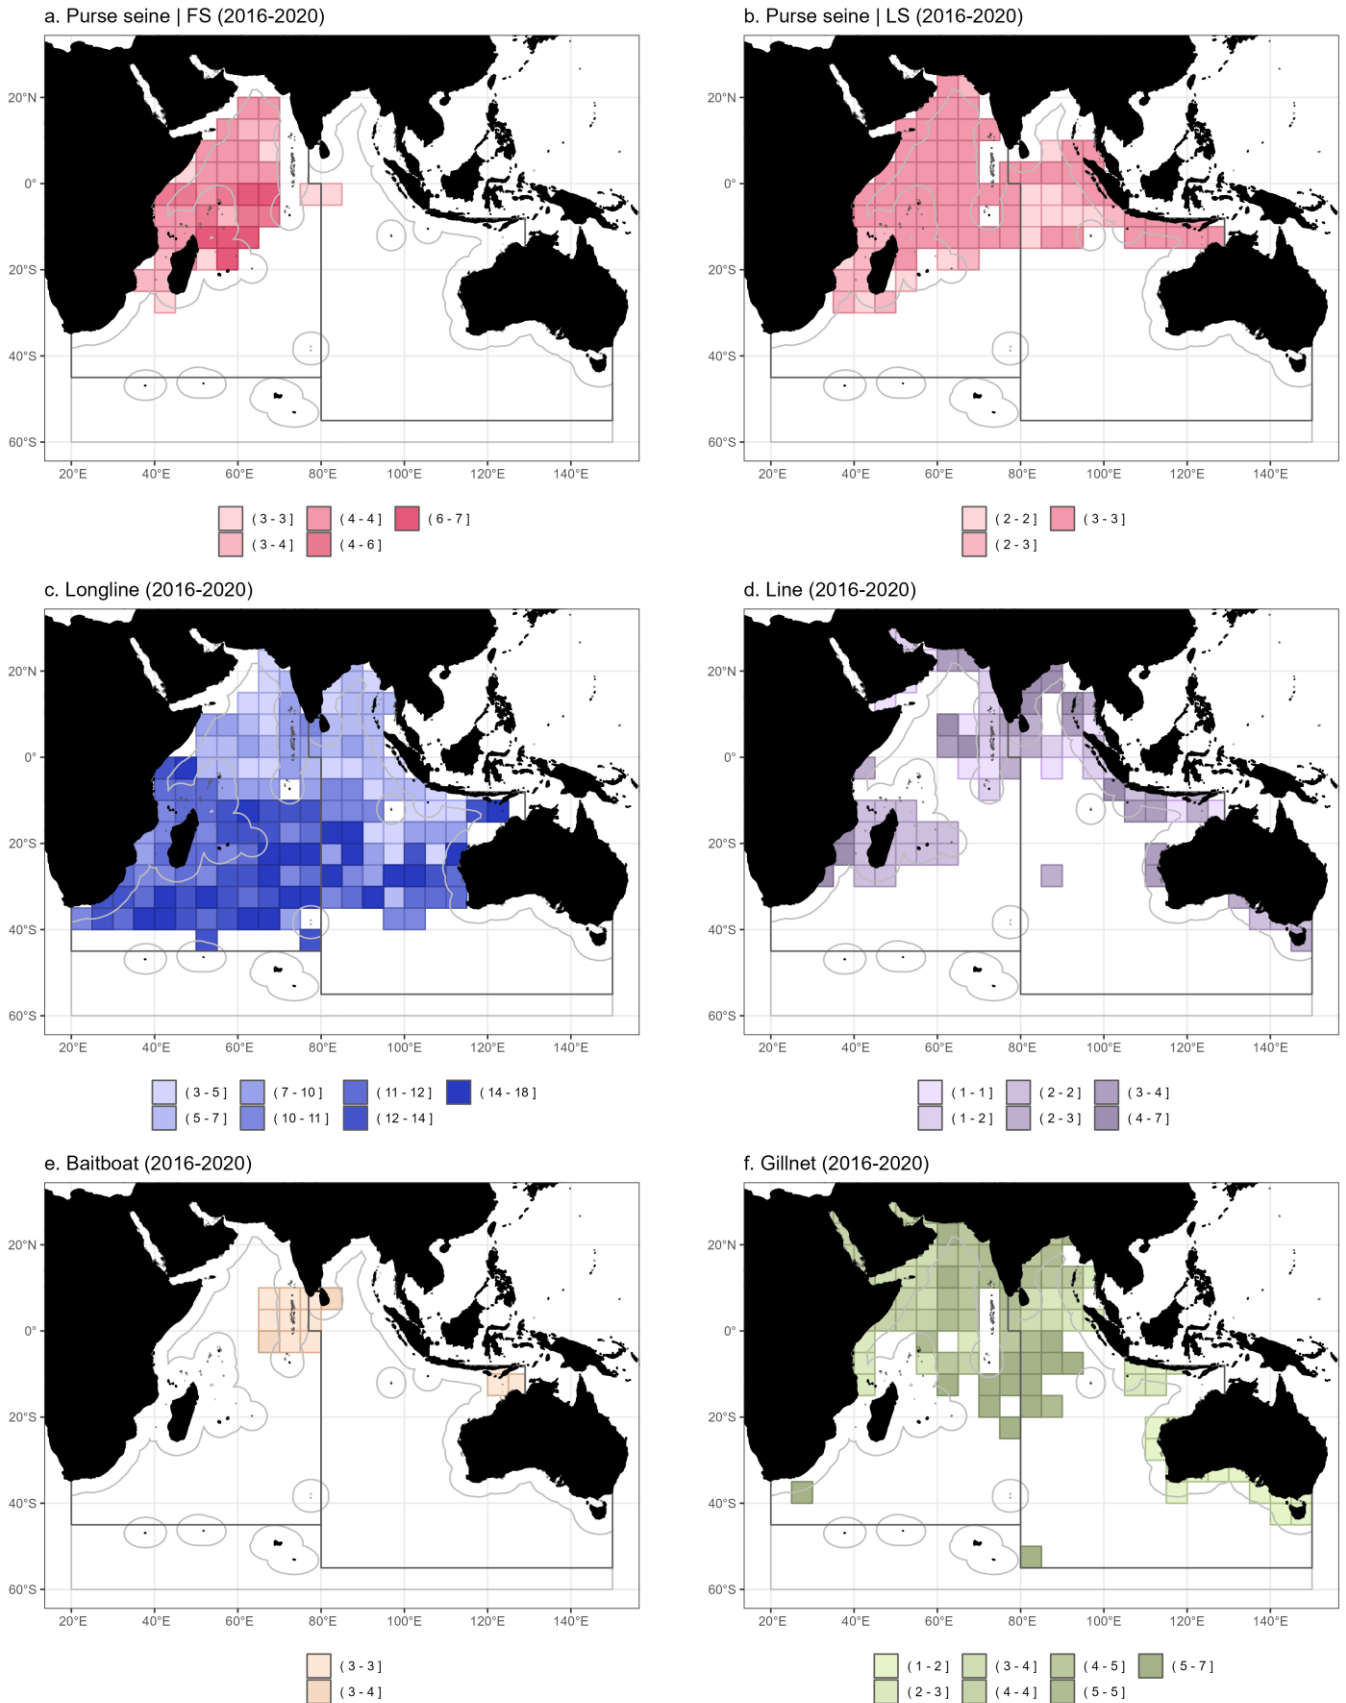 a. Purse seine | FS (2016-2020)
b. Purse seine | LS (2016-2020)
20°N
0°
20°S
40°S
60°S
20°E 40°E 60°E 80°E 100°E 120°E 140°E
20°N
0°
20°S
40°S
60°S
20°E 40°E 60°E 80°E 100°E 120°E 140°E
( 3 - 3 ] ( 4 - 4 ] ( 6 - 7 ]
( 3 - 4 ] ( 4 - 6 ]
( 2 - 2 ] ( 3 - 3 ]
( 2 - 3 ]
c. Longline (2016-2020)
d. Line (2016-2020)
20°N
0°
20°S
40°S
60°S
20°E 40°E 60°E 80°E 100°E 120°E 140°E
20°N
0°
20°S
40°S
60°S
20°E 40°E 60°E 80°E 100°E 120°E 140°E
( 3 - 5 ] ( 7 - 10 ] ( 11 - 12 ] ( 14 - 18 ]
( 5 - 7 ] ( 10 - 11 ] ( 12 - 14 ]
( 1 - 1 ] ( 2 - 2 ] ( 3 - 4 ]
( 1 - 2 ] ( 2 - 3 ] ( 4 - 7 ]
e. Baitboat (2016-2020)
f. Gillnet (2016-2020)
20°N
0°
20°S
40°S
60°S
20°E 40°E 60°E 80°E 100°E 120°E 140°E
20°N
0°
20°S
40°S
60°S
20°E 40°E 60°E 80°E 100°E 120°E 140°E
( 3 - 3 ]
( 3 - 4 ]
( 1 - 2 ] ( 3 - 4 ] ( 4 - 5 ] ( 5 - 7 ]
( 2 - 3 ] ( 4 - 4 ] ( 5 - 5 ]